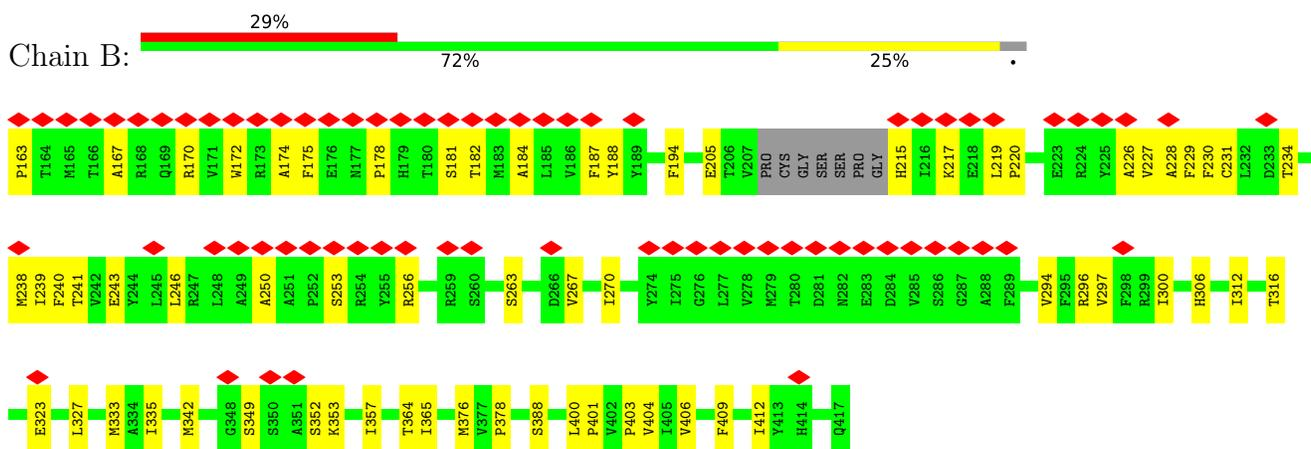 29%
Chain B:
72% 25% •
P163 T164 M165 T166 A167 R168 Q169 R170 V171 W172 R173 A174 F175 E176 N177 P178 H179 T180 S181 T182 M183 A184 L185 V186 F187 Y188 Y189 F194 E205 T206 V207 PRO CYS GLY SER SER PRO GLY H215 I216 K217 E218 L219 P220 E223 R224 Y225 A226 V227 A228 F229 F230 C231 L232 D233 T234
M238 I239 F240 T241 V242 E243 Y244 L245 L246 R247 L248 A249 A250 A251 P252 S253 R254 Y255 R256 R259 S260 S263 D266 V267 I270 Y274 I275 G276 L277 V278 M279 T280 D281 N282 E283 D284 V285 S286 G287 A288 F289 V294 F295 R296 V297 F298 R299 I300 H306 I312 T316
E323 L327 M333 A334 I335 M342 G348 S349 S350 A351 S352 K353 I357 T364 I365 M376 V377 P378 S388 L400 P401 V402 P403 V404 I405 V406 F409 I412 Y413 H414 Q417